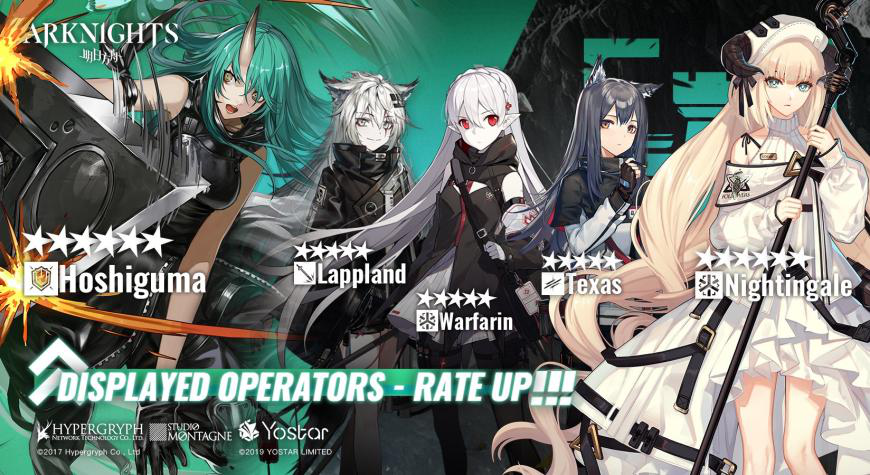 ARKNIGHTS
明日方舟
Hoshiguma
Lappland
Warfarin
Texas
Nightingale
DISPLAYED OPERATORS - RATE UP!!!
HYPERGRYPH
NETWORK TECHNOLOGY CO. LTD.
STUDIO
MONTAGNE
Yostar
©2017 Hypergryph Co., Ltd
©2019 YOSTAR LIMITED